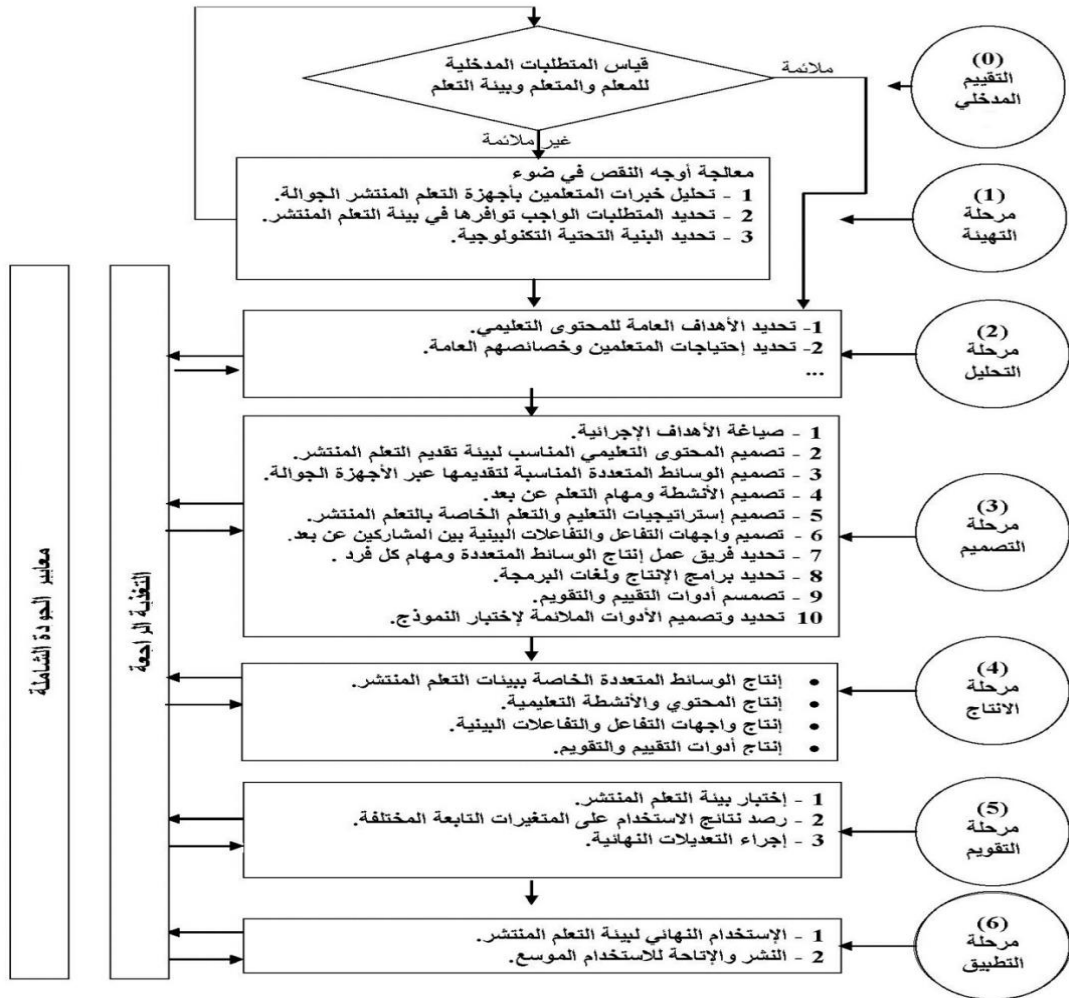 قياس المتطلبات المدخلية
للمعلم والمتعلم وبيئة التعلم
ملائمة
غير ملائمة
(0)
التقييم
المدخلي
معالجة أوجه النقص في ضوء
1 - تحليل خبرات المتعلمين بأجهزة التعلم المنتشر الجوالة.
2 - تحديد المتطلبات الواجب توافرها في بيئة التعلم المنتشر.
3 - تحديد البنية التحتية التكنولوجية.
(1)
مرحلة
التهيئة
1- تحديد الأهداف العامة للمحتوى التعليمي.
2- تحديد إحتياجات المتعلمين وخصائصهم العامة.
...
(2)
مرحلة
التحليل
1 - صياغة الأهداف الإجرائية.
2 - تصميم المحتوى التعليمي المناسب لبيئة تقديم التعلم المنتشر.
3 - تصميم الوسائط المتعددة المناسبة لتقديمها عبر الأجهزة الجوالة.
4 - تصميم الأنشطة ومهام التعلم عن بعد.
5 - تصميم إستراتيجيات التعليم والتعلم الخاصة بالتعلم المنتشر.
6 - تصميم واجهات التفاعل والتفاعلات البينية بين المشاركين عن بعد.
7 - تحديد فريق عمل إنتاج الوسائط المتعددة ومهام كل فرد .
8 - تحديد برامج الإنتاج ولغات البرمجة.
9 - تصمسم أدوات التقييم والتقويم.
10 تحديد وتصميم الأدوات الملائمة لإختبار النموذج.
(3)
مرحلة
التصميم
• إنتاج الوسائط المتعددة الخاصة ببيئات التعلم المنتشر.
• إنتاج المحتوي والأنشطة التعليمية.
• إنتاج واجهات التفاعل والتفاعلات البينية.
• إنتاج أدوات التقييم والتقويم.
(4)
مرحلة
الانتاج
1 - إختبار بيئة التعلم المنتشر.
2 - رصد نتائج الاستخدام على المتغيرات التابعة المختلفة.
3 - إجراء التعديلات النهائية.
(5)
مرحلة
التقويم
1 - الإستخدام النهائي لبيئة التعلم المنتشر.
2 - النشر والإتاحة للاستخدام الموسع.
(6)
مرحلة
التطبيق
التغذية الراجعة
معايير الجودة الشاملة